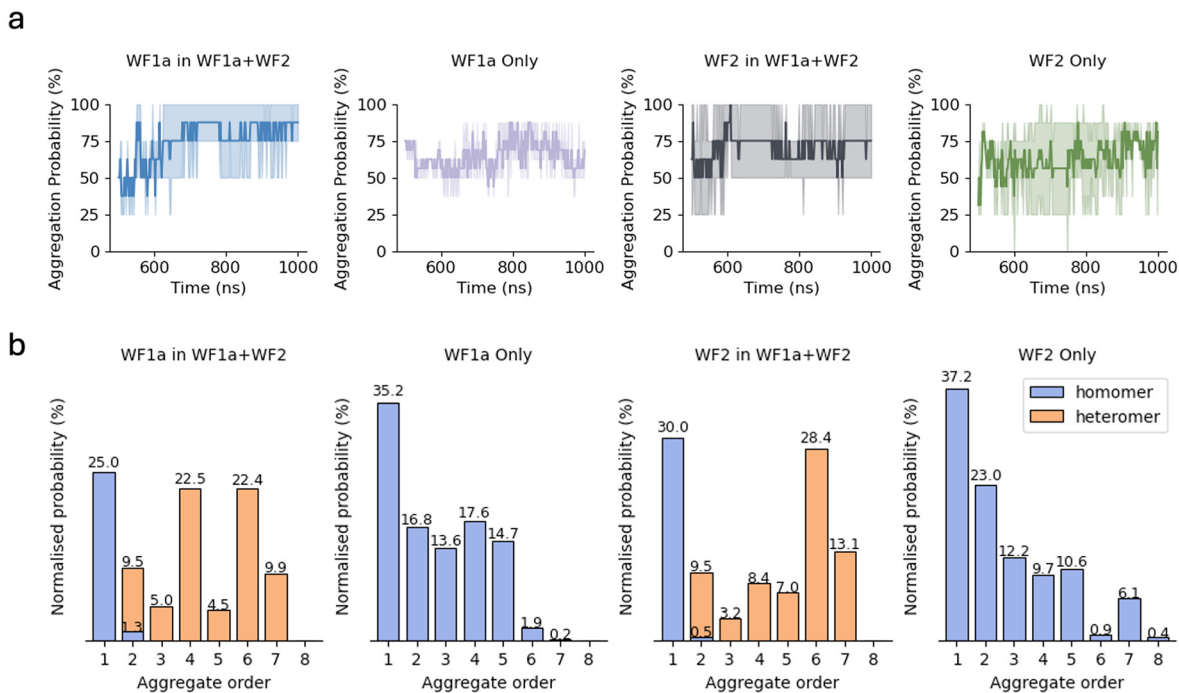 a
WF1a in WF1a+WF2
WF1a Only
WF2 in WF1a+WF2
WF2 Only
Aggregation Probability (%)
100
75
50
25
0
600 800 1000
Time (ns)
Aggregation Probability (%)
100
75
50
25
0
600 800 1000
Time (ns)
Aggregation Probability (%)
100
75
50
25
0
600 800 1000
Time (ns)
Aggregation Probability (%)
100
75
50
25
0
600 800 1000
Time (ns)
b
WF1a in WF1a+WF2
Normalised probability (%)
25.0
9.5
1.3
5.0
22.5
4.5
22.4
9.9
1 2 3 4 5 6 7 8
Aggregate order
WF1a Only
Normalised probability (%)
35.2
16.8
13.6
17.6
14.7
1.9
0.2
1 2 3 4 5 6 7 8
Aggregate order
WF2 in WF1a+WF2
Normalised probability (%)
30.0
9.5
0.5
3.2
8.4
7.0
28.4
13.1
1 2 3 4 5 6 7 8
Aggregate order
WF2 Only
Normalised probability (%)
37.2
23.0
12.2
9.7
10.6
0.9
6.1
0.4
homomer
heteromer
1 2 3 4 5 6 7 8
Aggregate order